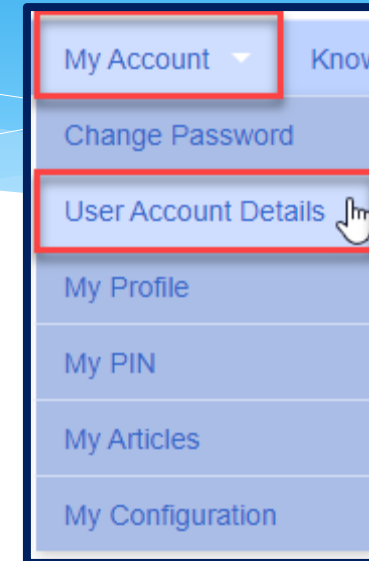 My Account
Change Password
User Account Details
My Profile
My PIN
My Articles
My Configuration